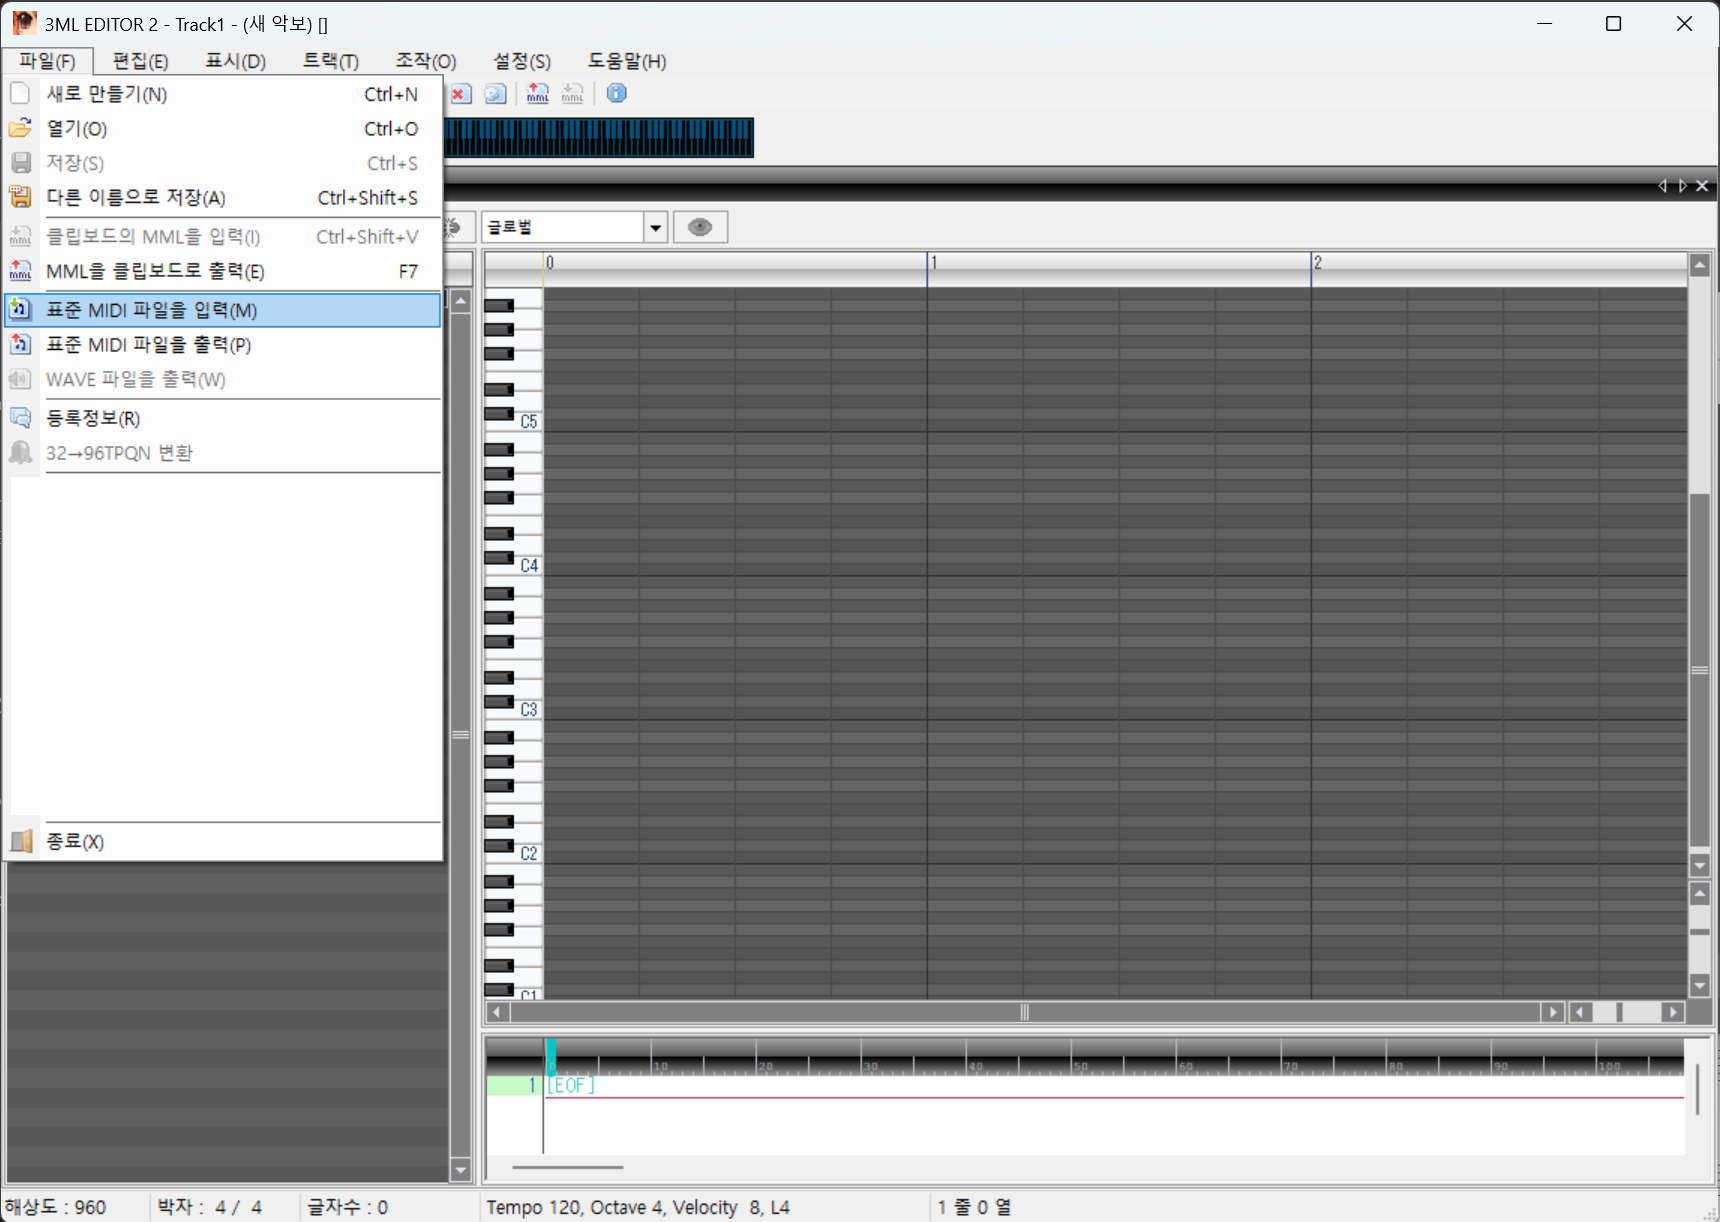 3ML EDITOR 2 - Track1 - (새 악보) []
파일(F) 편집(E) 표시(D) 트랙(T) 조작(O) 설정(S) 도움말(H)
새로 만들기(N) Ctrl+N
열기(O) Ctrl+O
저장(S) Ctrl+S
다른 이름으로 저장(A) Ctrl+Shift+S
클립보드의 MML을 입력(I) Ctrl+Shift+V
MML을 클립보드로 출력(E) F7
표준 MIDI 파일을 입력(M)
표준 MIDI 파일을 출력(P)
WAVE 파일을 출력(W)
등록정보(R)
32→96TPQN 변환
종료(X)
MML MML
글로벌
0 1 2
C5
C4
C3
C2
C1
0 10 20 30 40 50 60 70 80 90 100
1 [EOF]
해상도 : 960 박자 : 4 / 4 글자수 : 0 Tempo 120, Octave 4, Velocity 8, L4 1 줄 0 열